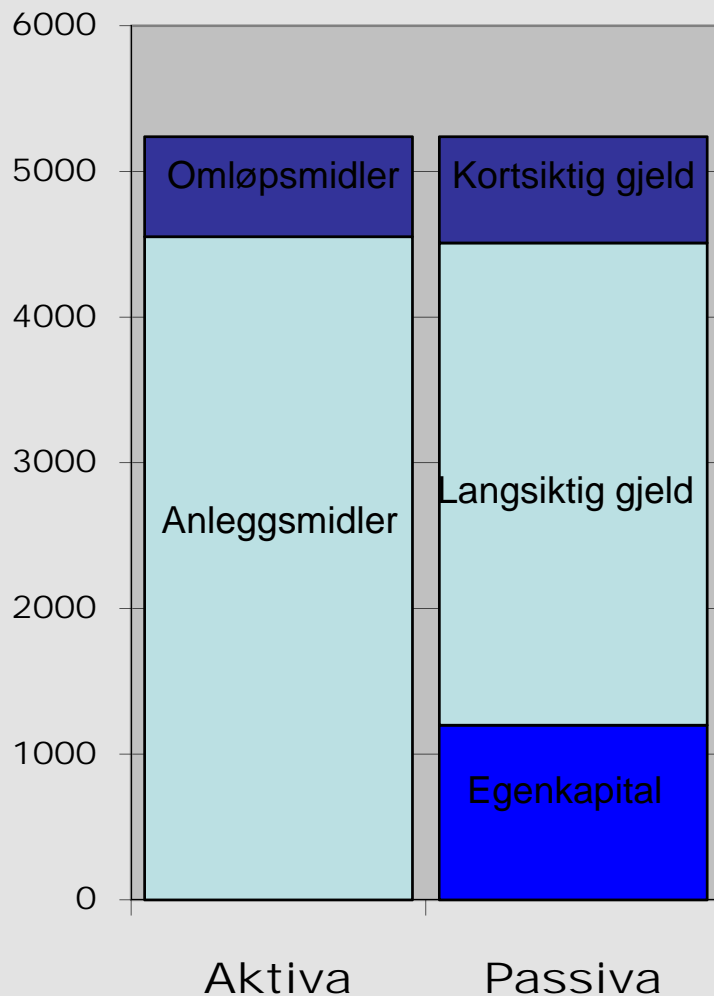 6000
5000
4000
3000
2000
1000
0
Omløpsmidler
Kortsiktig gjeld
Anleggsmidler
Langsiktig gjeld
Egenkapital
Aktiva
Passiva